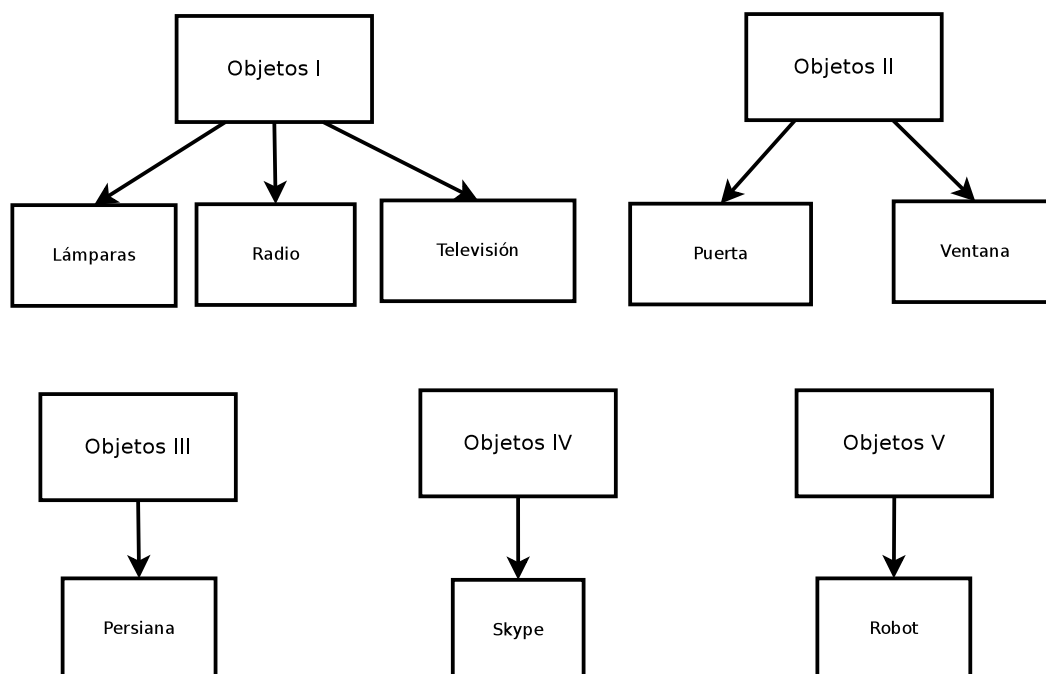 Objetos I
Objetos II
Lámparas
Radio
Televisión
Puerta
Ventana
Objetos III
Objetos IV
Objetos V
Persiana
Skype
Robot